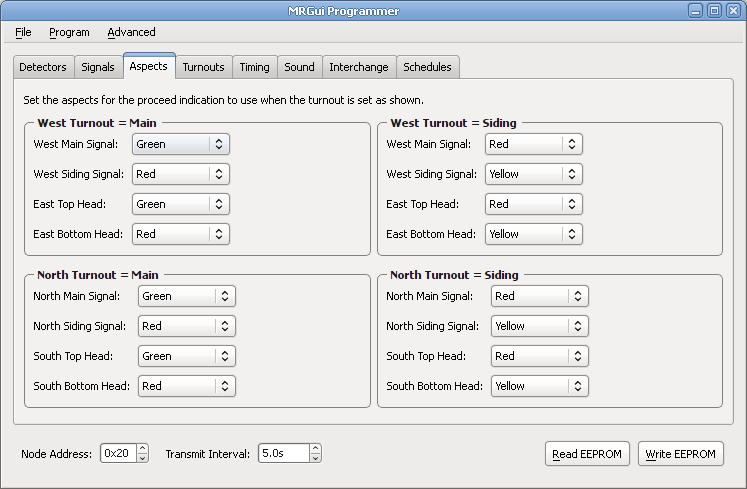 MRGui Programmer
File Program Advanced
Detectors Signals Aspects Turnouts Timing Sound Interchange Schedules
Set the aspects for the proceed indication to use when the turnout is set as shown.
West Turnout = Main
West Main Signal: Green
West Siding Signal: Red
East Top Head: Green
East Bottom Head: Red
West Turnout = Siding
West Main Signal: Red
West Siding Signal: Yellow
East Top Head: Red
East Bottom Head: Yellow
North Turnout = Main
North Main Signal: Green
North Siding Signal: Red
South Top Head: Green
South Bottom Head: Red
North Turnout = Siding
North Main Signal: Red
North Siding Signal: Yellow
South Top Head: Red
South Bottom Head: Yellow
Node Address: 0x20 Transmit Interval: 5.0s Read EEPROM Write EEPROM